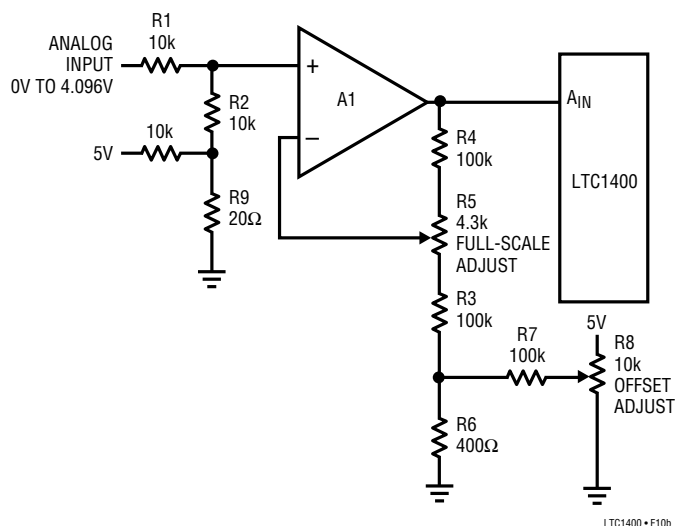 R1
10k
ANALOG
INPUT
0V TO 4.096V
R2
10k
10k
5V
R9
20Ω
+
–
A1
R4
100k
R5
4.3k
FULL-SCALE
ADJUST
R3
100k
R7
100k
R6
400Ω
AIN
LTC1400
5V
R8
10k
OFFSET
ADJUST
LTC1400 • F10b